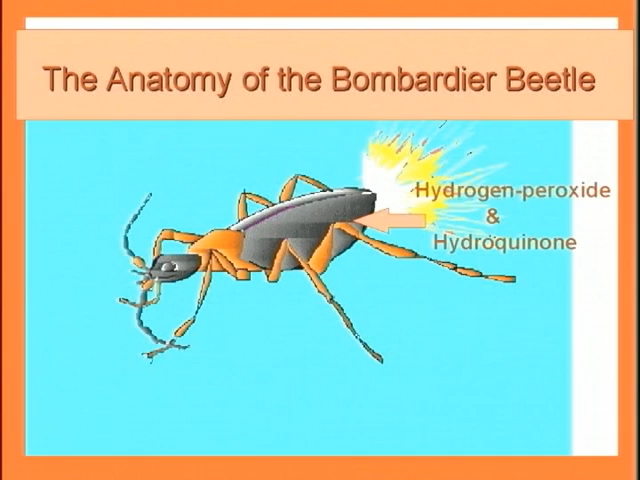 The Anatomy of the Bombardier Beetle
Hydrogen-peroxide
&
Hydroquinone